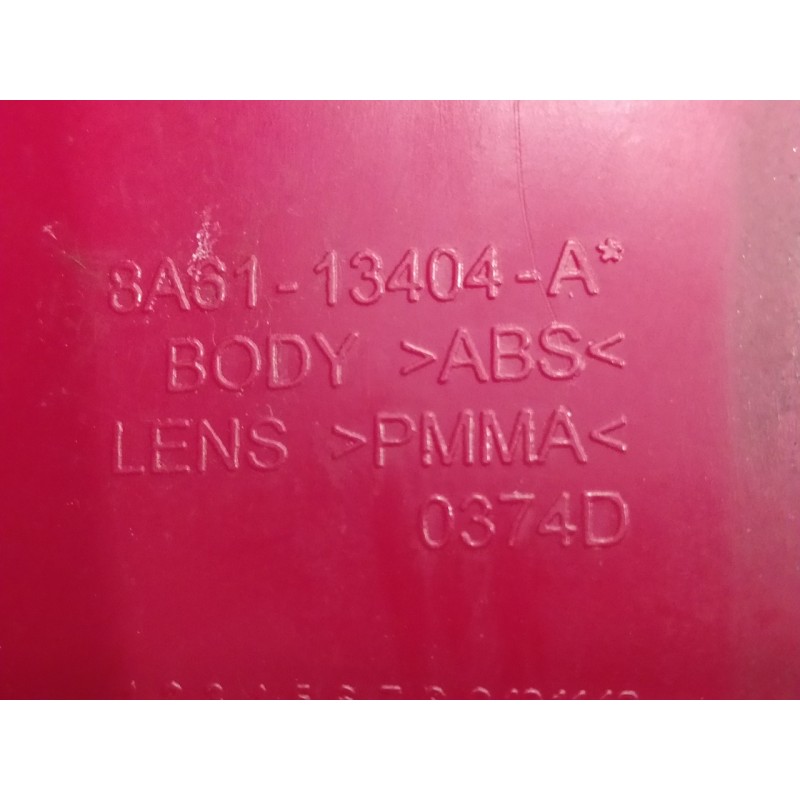 8A61-13404-A*
BODY >ABS<
LENS >PMMA<
0374D